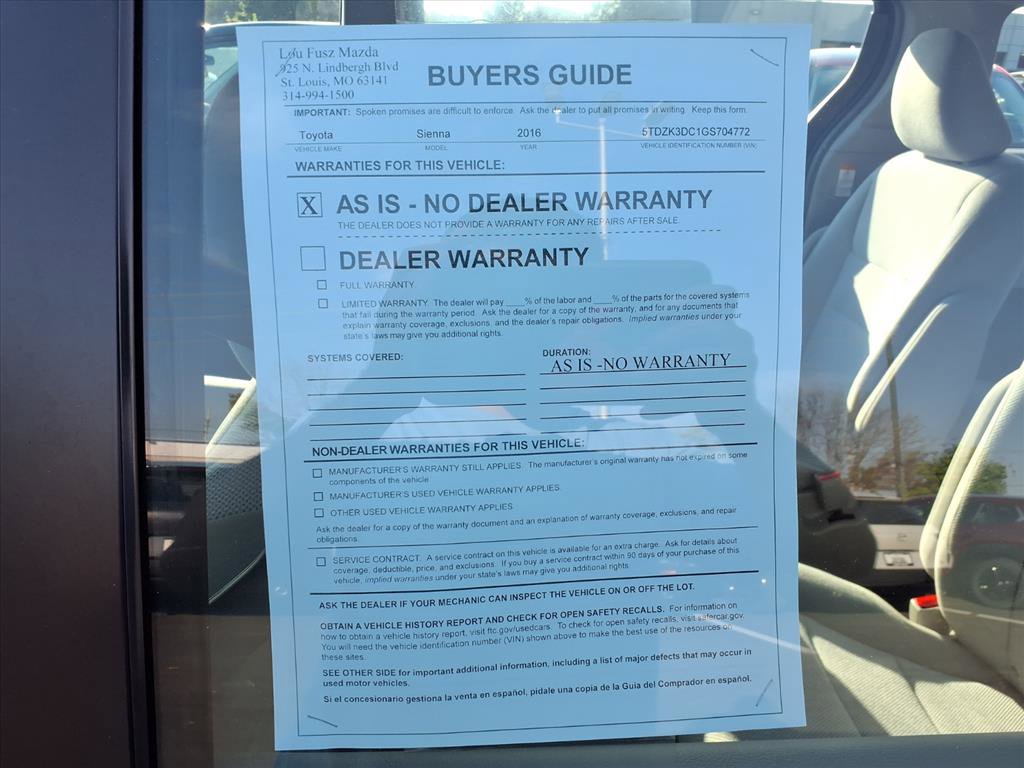 Lou Fusz Mazda
925 N. Lindbergh Blvd
St. Louis, MO 63141
314-994-1500
BUYERS GUIDE
IMPORTANT: Spoken promises are difficult to enforce. Ask the dealer to put all promises in writing. Keep this form.
Toyota Sienna 2016 5TDZK3DC1GS704772
VEHICLE MAKE MODEL YEAR VEHICLE IDENTIFICATION NUMBER (VIN)
WARRANTIES FOR THIS VEHICLE:
X AS IS - NO DEALER WARRANTY
THE DEALER DOES NOT PROVIDE A WARRANTY FOR ANY REPAIRS AFTER SALE.
DEALER WARRANTY
FULL WARRANTY.
LIMITED WARRANTY. The dealer will pay ____% of the labor and ____% of the parts for the covered systems
that fail during the warranty period. Ask the dealer for a copy of the warranty, and for any documents that
explain warranty coverage, exclusions, and the dealer's repair obligations. Implied warranties under your
state's laws may give you additional rights.
SYSTEMS COVERED: DURATION:
AS IS -NO WARRANTY
NON-DEALER WARRANTIES FOR THIS VEHICLE:
MANUFACTURER'S WARRANTY STILL APPLIES. The manufacturer's original warranty has not expired on some
components of the vehicle.
MANUFACTURER'S USED VEHICLE WARRANTY APPLIES.
OTHER USED VEHICLE WARRANTY APPLIES.
Ask the dealer for a copy of the warranty document and an explanation of warranty coverage, exclusions, and repair
obligations.
SERVICE CONTRACT. A service contract on this vehicle is available for an extra charge. Ask for details about
coverage, deductible, price, and exclusions. If you buy a service contract within 90 days of your purchase of this
vehicle, implied warranties under your state's laws may give you additional rights.
ASK THE DEALER IF YOUR MECHANIC CAN INSPECT THE VEHICLE ON OR OFF THE LOT.
OBTAIN A VEHICLE HISTORY REPORT AND CHECK FOR OPEN SAFETY RECALLS. For information on
how to obtain a vehicle history report, visit ftc.gov/usedcars. To check for open safety recalls, visit safercar.gov.
You will need the vehicle identification number (VIN) shown above to make the best use of the resources on
these sites.
SEE OTHER SIDE for important additional information, including a list of major defects that may occur in
used motor vehicles.
Si el concesionario gestiona la venta en español, pídale una copia de la Guía del Comprador en español.